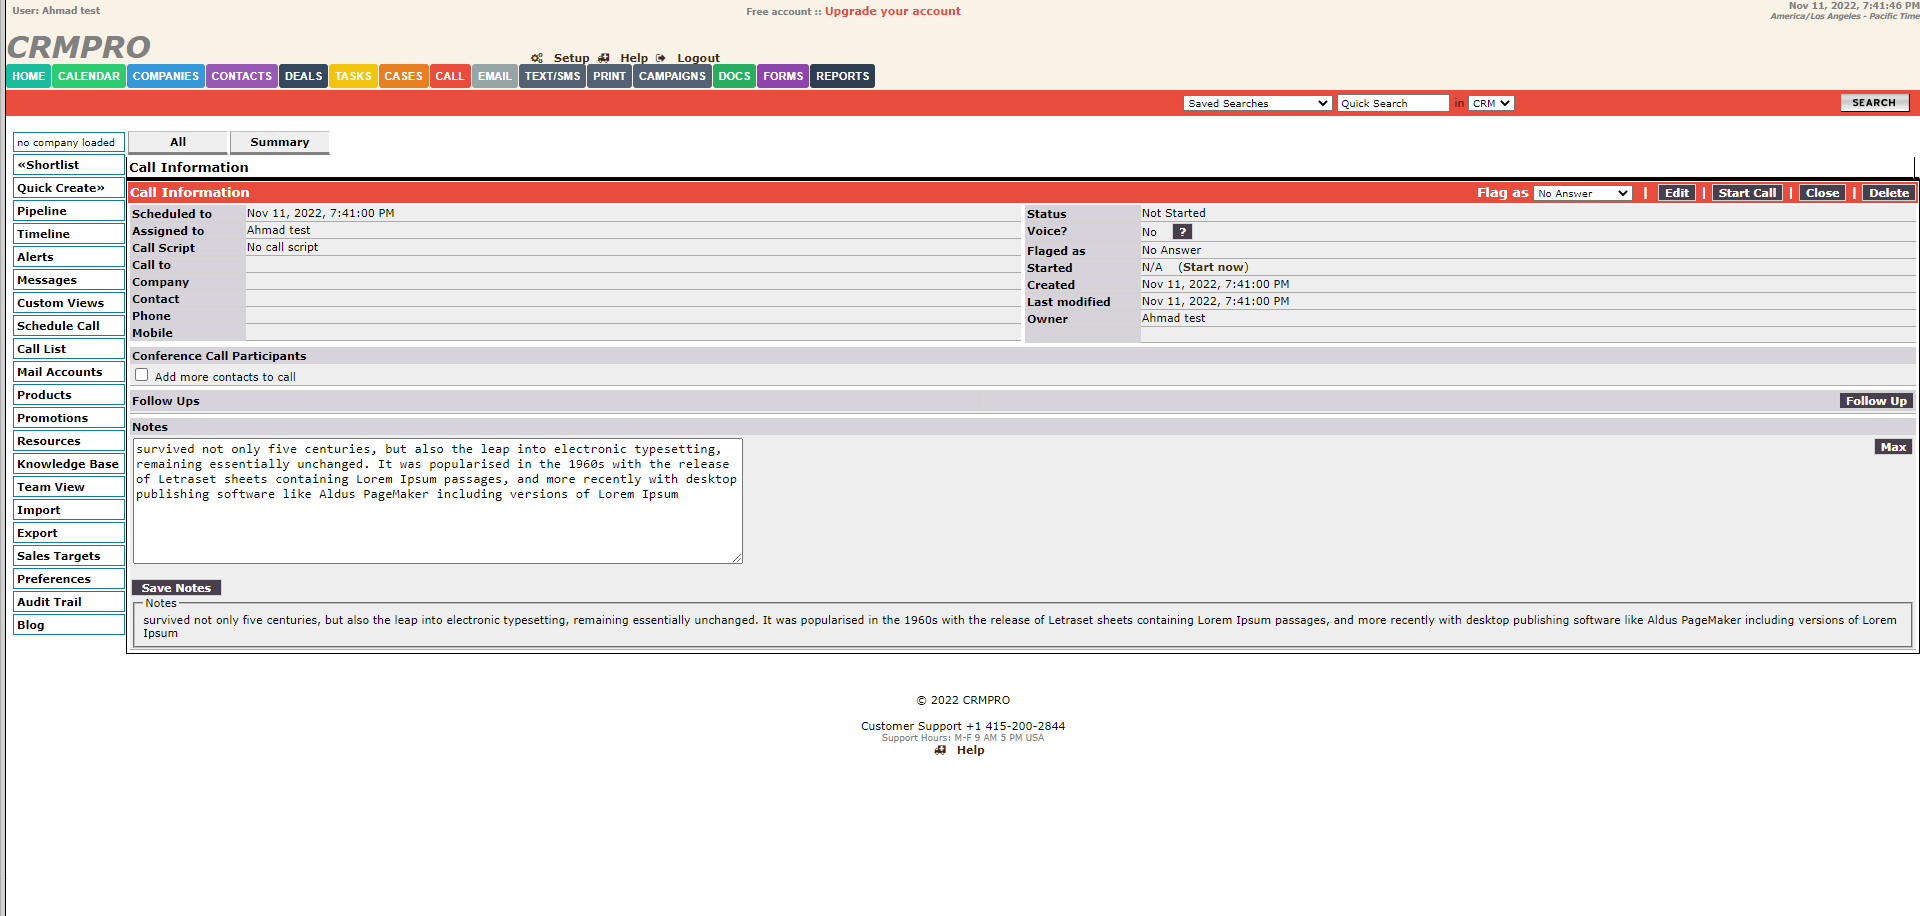 User: Ahmad test
Free account :: Upgrade your account
Nov 11, 2022, 7:41:46 PM
America/Los Angeles - Pacific Time
CRMPRO
Setup Help Logout
HOME CALENDAR COMPANIES CONTACTS DEALS TASKS CASES CALL EMAIL TEXT/SMS PRINT CAMPAIGNS DOCS FORMS REPORTS
Saved Searches Quick Search in CRM SEARCH
no company loaded
«Shortlist
Quick Create»
Pipeline
Timeline
Alerts
Messages
Custom Views
Schedule Call
Call List
Mail Accounts
Products
Promotions
Resources
Knowledge Base
Team View
Import
Export
Sales Targets
Preferences
Audit Trail
Blog
All Summary
Call Information
Call Information Flag as No Answer | Edit | Start Call | Close | Delete
Scheduled to Nov 11, 2022, 7:41:00 PM
Assigned to Ahmad test
Call Script No call script
Call to
Company
Contact
Phone
Mobile
Status Not Started
Voice? No ?
Flaged as No Answer
Started N/A (Start now)
Created Nov 11, 2022, 7:41:00 PM
Last modified Nov 11, 2022, 7:41:00 PM
Owner Ahmad test
Conference Call Participants
Add more contacts to call
Follow Ups Follow Up
Notes
Max
survived not only five centuries, but also the leap into electronic typesetting,
remaining essentially unchanged. It was popularised in the 1960s with the release
of Letraset sheets containing Lorem Ipsum passages, and more recently with desktop
publishing software like Aldus PageMaker including versions of Lorem Ipsum
Save Notes
Notes
survived not only five centuries, but also the leap into electronic typesetting, remaining essentially unchanged. It was popularised in the 1960s with the release of Letraset sheets containing Lorem Ipsum passages, and more recently with desktop publishing software like Aldus PageMaker including versions of Lorem
Ipsum
© 2022 CRMPRO
Customer Support +1 415-200-2844
Support Hours: M-F 9 AM 5 PM USA
Help